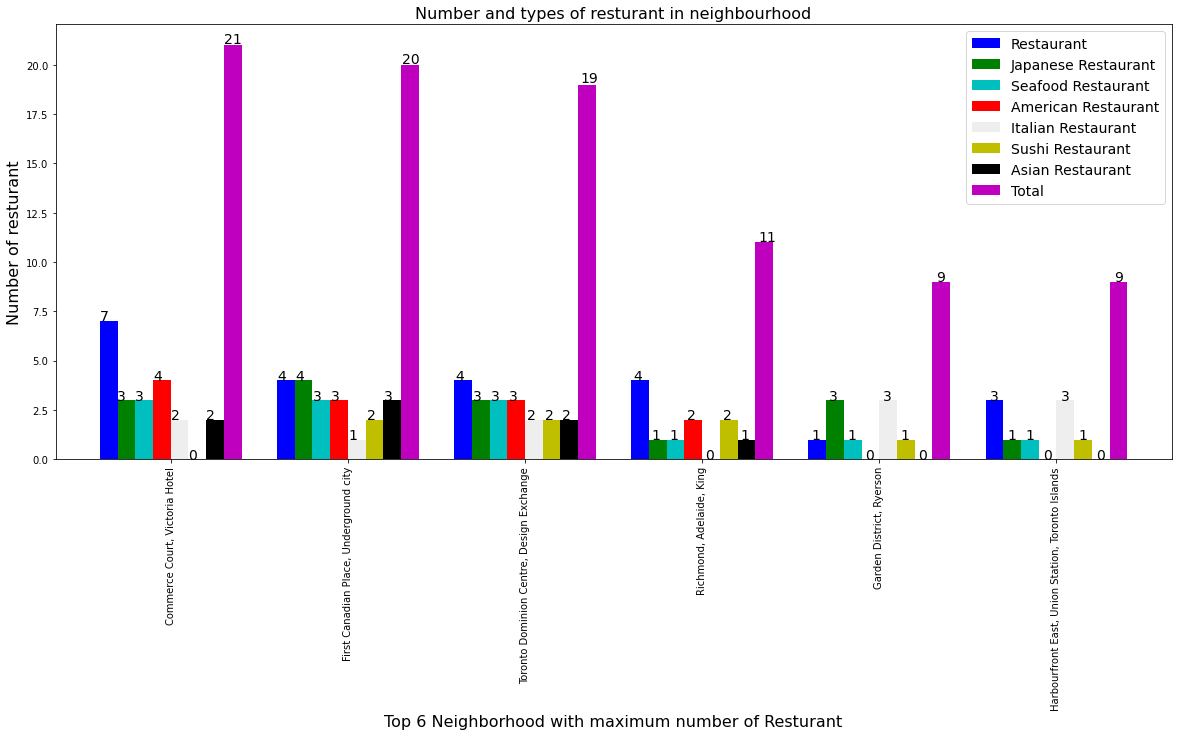 Number and types of resturant in neighbourhood
Number of resturant
20.0
17.5
15.0
12.5
10.0
7.5
5.0
2.5
0.0
Restaurant
Japanese Restaurant
Seafood Restaurant
American Restaurant
Italian Restaurant
Sushi Restaurant
Asian Restaurant
Total
7 3 3 4 2 0 2 21
4 4 3 3 1 2 3 20
4 3 3 3 2 2 2 19
4 1 1 2 0 2 1 11
1 3 1 0 3 1 0 9
3 1 1 0 3 1 0 9
Commerce Court, Victoria Hotel
First Canadian Place, Underground city
Toronto Dominion Centre, Design Exchange
Richmond, Adelaide, King
Garden District, Ryerson
Harbourfront East, Union Station, Toronto Islands
Top 6 Neighborhood with maximum number of Resturant